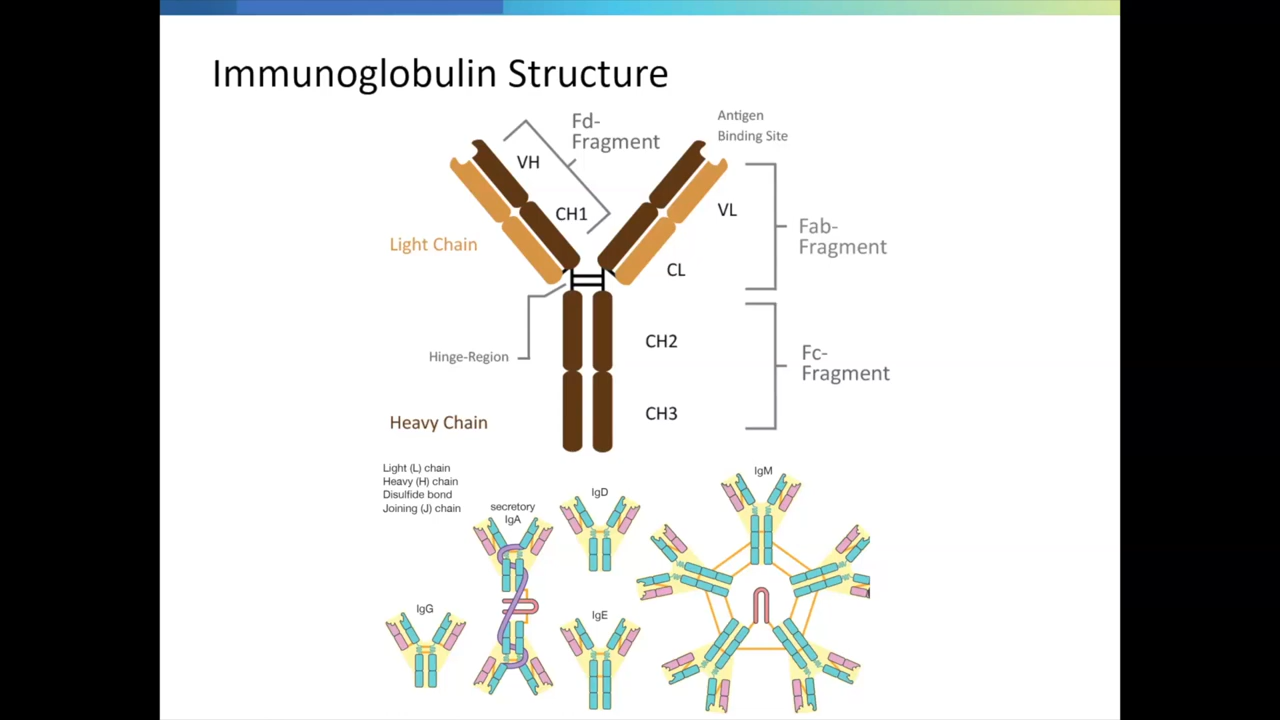 Immunoglobulin Structure
Fd-
Fragment
Antigen
Binding Site
VH
CH1
VL
Light Chain
Fab-
Fragment
CL
CH2
Hinge-Region
Fc-
Fragment
CH3
Heavy Chain
Light (L) chain
Heavy (H) chain
Disulfide bond
Joining (J) chain
secretory
IgA
IgD
IgM
IgG
IgE